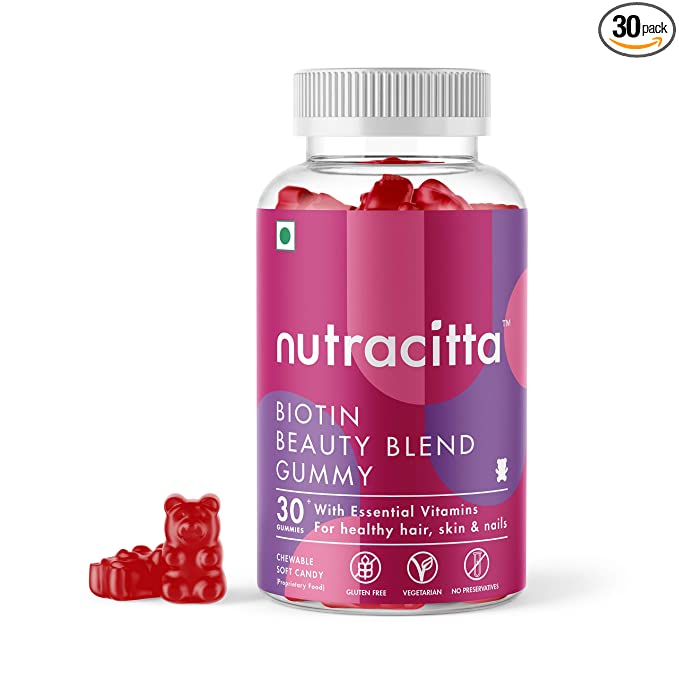 30 pack
nutracitta™
BIOTIN
BEAUTY BLEND
GUMMY
30+ With Essential Vitamins
GUMMIES For healthy hair, skin & nails
CHEWABLE
SOFT CANDY
(Proprietary Food)
GLUTEN FREE VEGETARIAN NO PRESERVATIVES